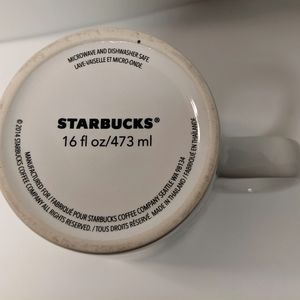 MICROWAVE AND DISHWASHER SAFE.
LAVE-VAISELLE ET MICRO-ONDE.
STARBUCKS®
16 fl oz/473 ml
© 2014 STARBUCKS COFFEE COMPANY. ALL RIGHTS RESERVED. / TOUS DROITS RÉSERVÉ.
MANUFACTURED FOR / FABRIQUÉ POUR STARBUCKS COFFEE COMPANY SEATTLE WA 98134
MADE IN THAILAND / FABRIQUÉ EN THAÏLANDE.